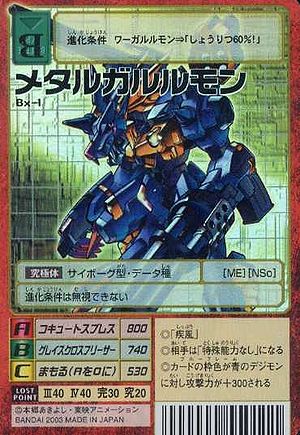 B
進化条件 ワーガルルモン⇒「しょうりつ60%!」
メタルガルルモン
Bx-1
究極体 サイボーグ型・データ種 [ME] [NSo]
進化条件は無視できない
A コキュートスブレス 800
B グレイスクロスフリーザー 740
C まもる(Aを0に) 530
LOST POINT Ⅲ40 Ⅳ40 完30 究20
◎「疾風」
◎相手は「特殊能力なし」になる
◎カードの枠色が青のデジモンに対し攻撃力が+300される
©本郷あきよし・東映アニメーション
BANDAI 2003 MADE IN JAPAN